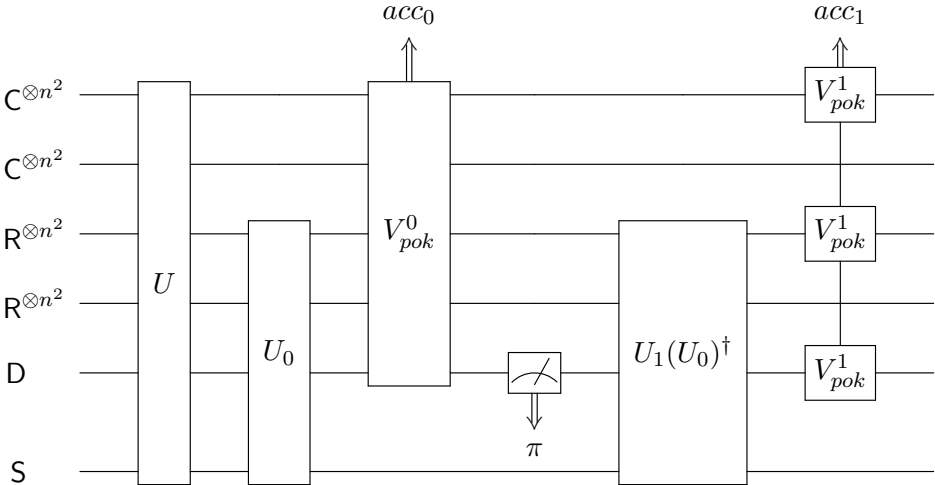 acc₀ acc₁
C^{⊗n²} V¹_{pok}
C^{⊗n²}
R^{⊗n²} V⁰_{pok} V¹_{pok}
U
R^{⊗n²}
D U₀ U₁(U₀)† V¹_{pok}
π
S